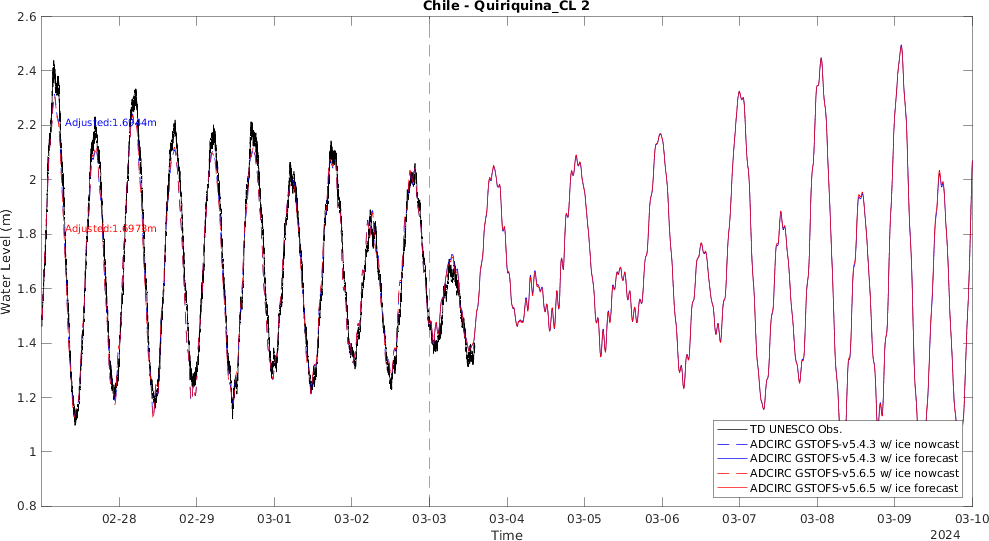 Chile - Quiriquina_CL 2
2.6
2.4
2.2
2
1.8
1.6
1.4
1.2
1
0.8
Water Level (m)
Adjusted:1.6944m
Adjusted:1.6973m
TD UNESCO Obs.
ADCIRC GSTOFS-v5.4.3 w/ ice nowcast
ADCIRC GSTOFS-v5.4.3 w/ ice forecast
ADCIRC GSTOFS-v5.6.5 w/ ice nowcast
ADCIRC GSTOFS-v5.6.5 w/ ice forecast
02-28 02-29 03-01 03-02 03-03 03-04 03-05 03-06 03-07 03-08 03-09 03-10
Time
2024